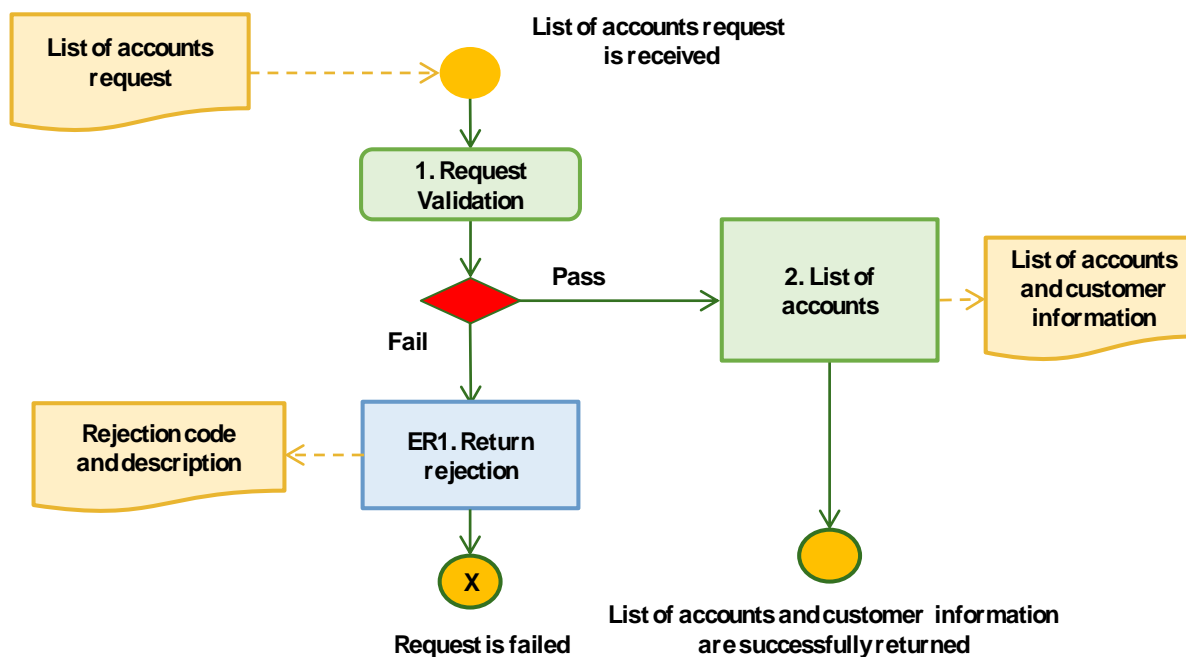 List of accounts
request
List of accounts request
is received
1. Request
Validation
Pass
2. List of
accounts
List of accounts
and customer
information
Fail
Rejection code
and description
ER1. Return
rejection
X
Request is failed
List of accounts and customer information
are successfully returned